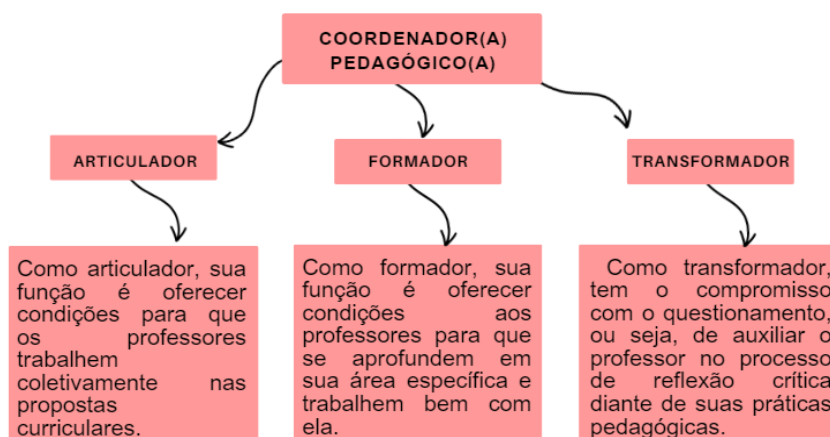 COORDENADOR(A)
PEDAGÓGICO(A)
ARTICULADOR
FORMADOR
TRANSFORMADOR
Como articulador, sua
função é oferecer
condições para que
os professores
trabalhem
coletivamente nas
propostas
curriculares.
Como formador, sua
função é oferecer
condições aos
professores para que
se aprofundem em
sua área específica e
trabalhem bem com
ela.
Como transformador,
tem o compromisso
com o questionamento,
ou seja, de auxiliar o
professor no processo
de reflexão crítica
diante de suas práticas
pedagógicas.